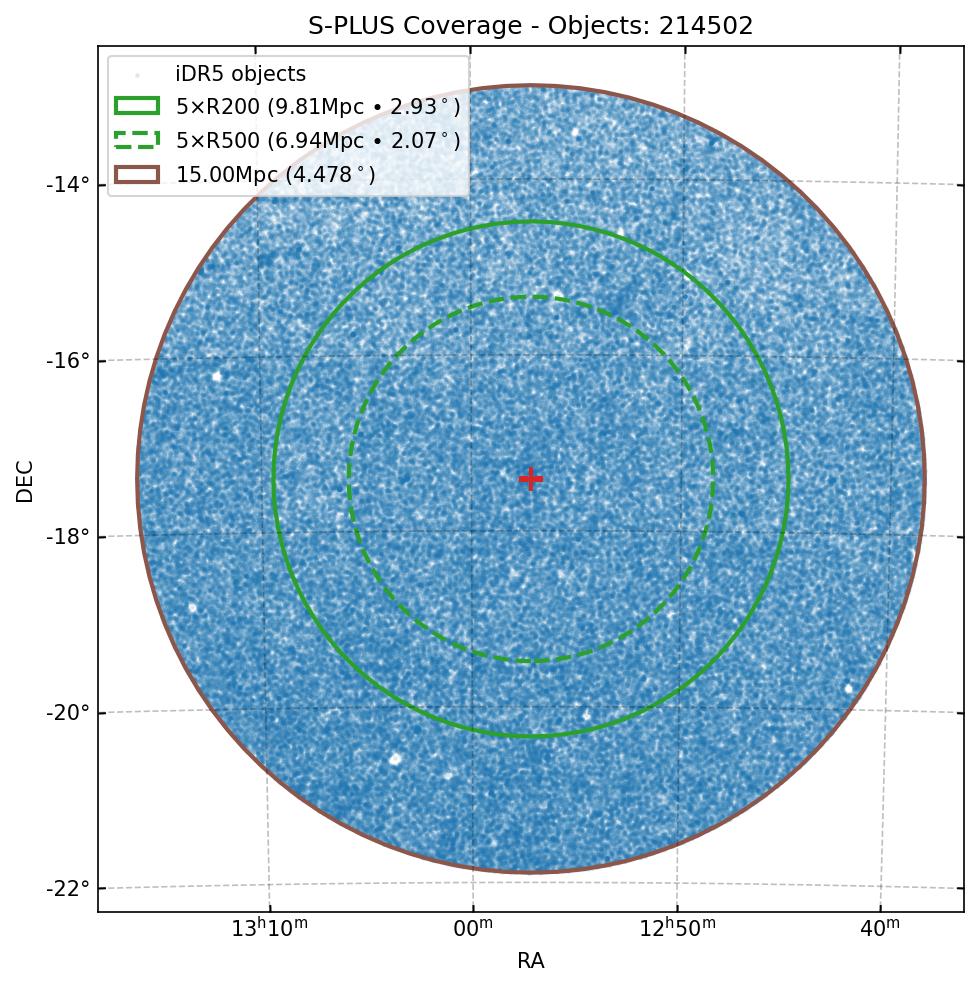 S-PLUS Coverage - Objects: 214502
iDR5 objects
5×R200 (9.81Mpc • 2.93°)
5×R500 (6.94Mpc • 2.07°)
15.00Mpc (4.478°)
-14°
-16°
-18°
-20°
-22°
DEC
13ʰ10ᵐ 00ᵐ 12ʰ50ᵐ 40ᵐ
RA